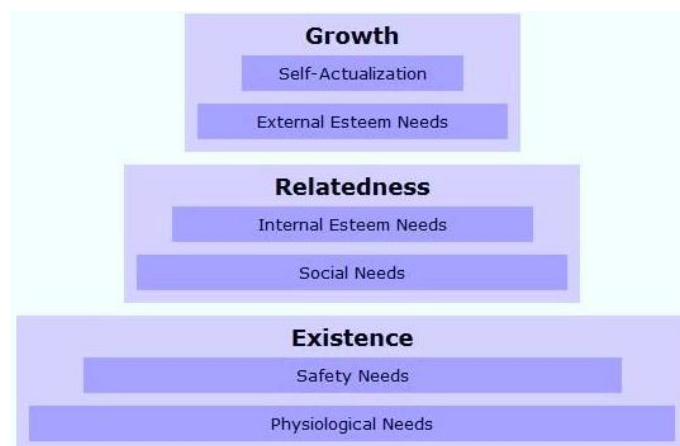 Growth
Self-Actualization
External Esteem Needs
Relatedness
Internal Esteem Needs
Social Needs
Existence
Safety Needs
Physiological Needs